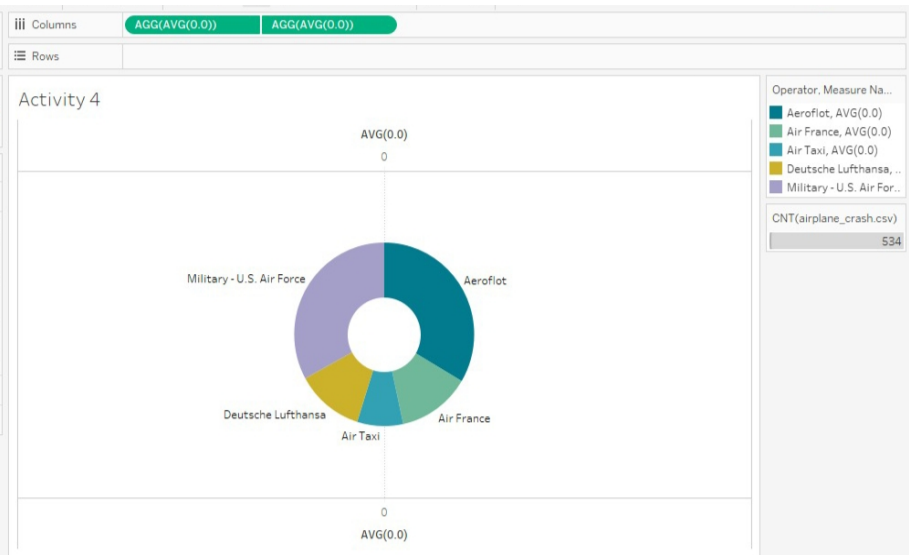 Columns
AGG(AVG(0.0)) AGG(AVG(0.0))
Rows
Activity 4
AVG(0.0)
0
Military - U.S. Air Force
Aeroflot
Deutsche Lufthansa
Air Taxi
Air France
0
AVG(0.0)
Operator, Measure Na...
Aeroflot, AVG(0.0)
Air France, AVG(0.0)
Air Taxi, AVG(0.0)
Deutsche Lufthansa, ..
Military - U.S. Air For..
CNT(airplane_crash.csv)
534